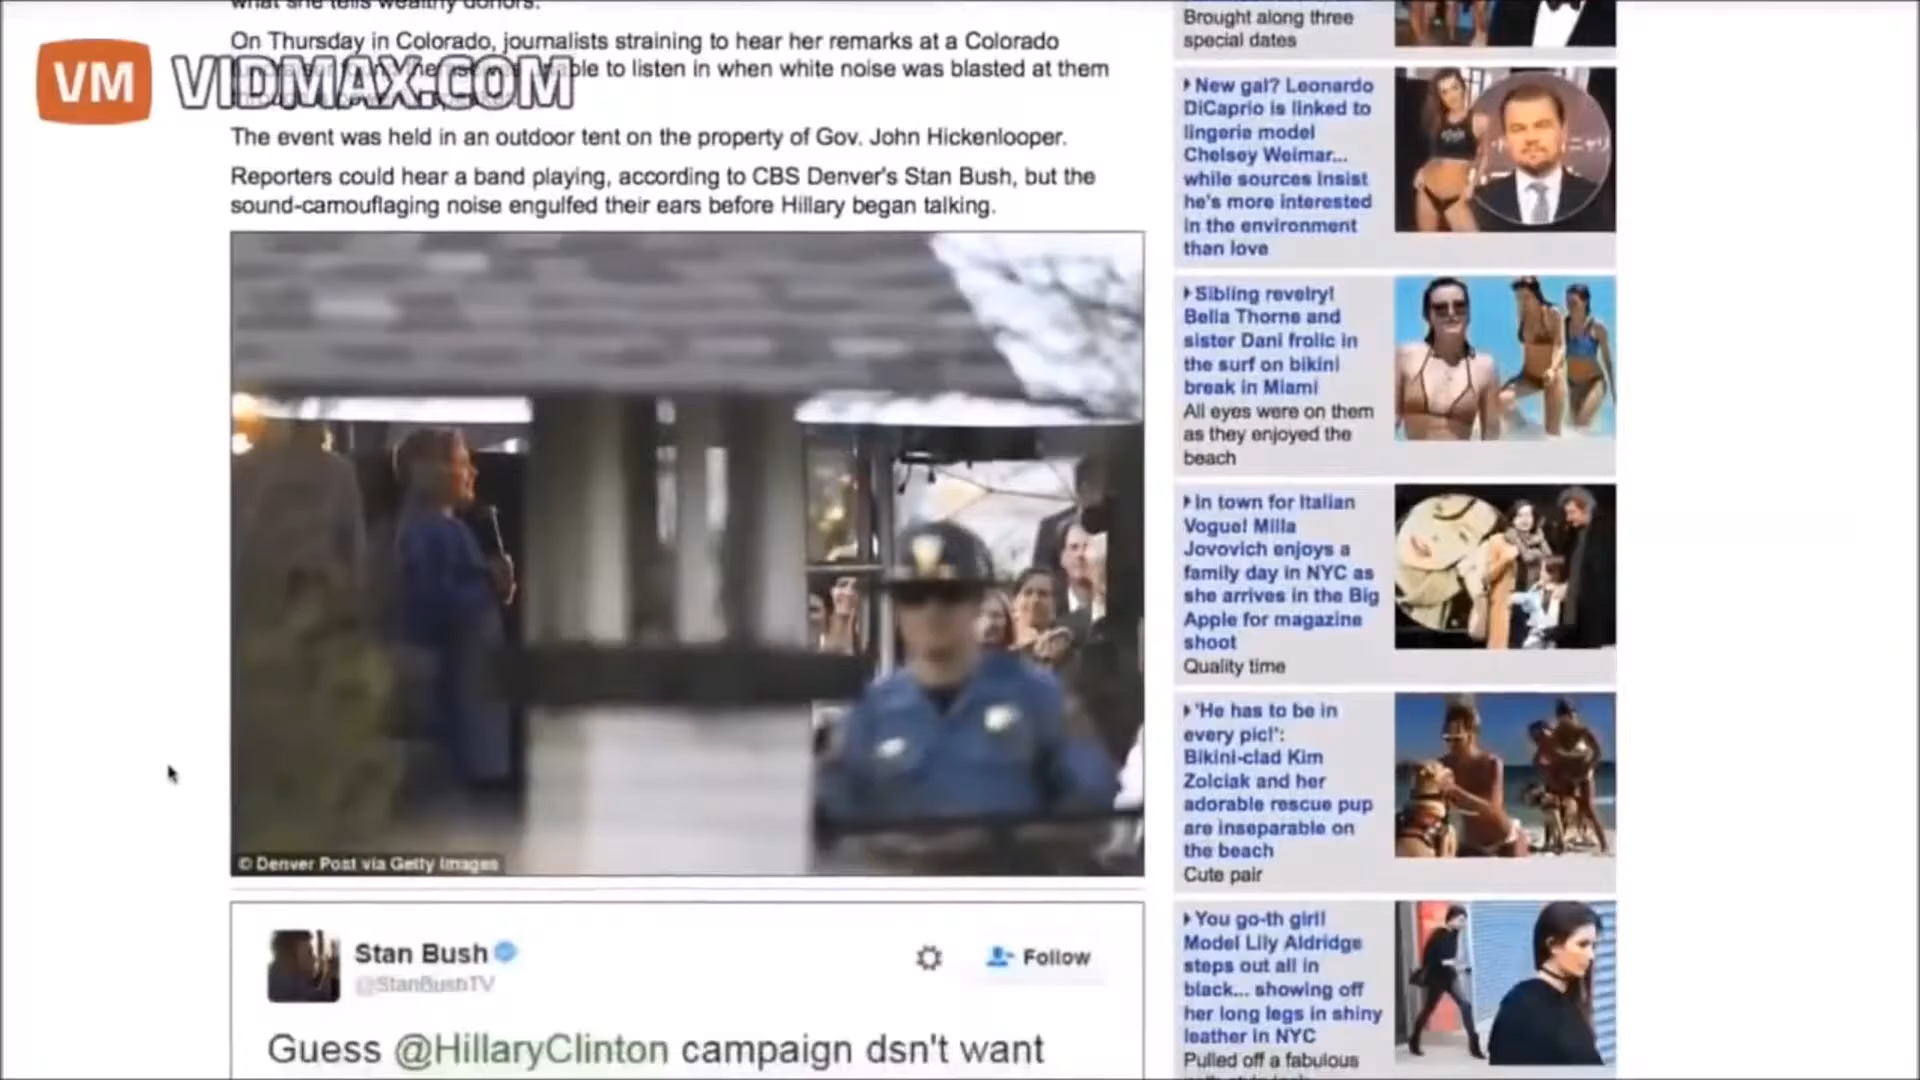 what she tells wealthy donors.
VM VIDMAX.COM
On Thursday in Colorado, journalists straining to hear her remarks at a Colorado
to listen in when white noise was blasted at them
The event was held in an outdoor tent on the property of Gov. John Hickenlooper.
Reporters could hear a band playing, according to CBS Denver's Stan Bush, but the
sound-camouflaging noise engulfed their ears before Hillary began talking.
© Denver Post via Getty Images
Stan Bush
@StanBushTV
Follow
Guess @HillaryClinton campaign dsn't want
Brought along three
special dates
New gal? Leonardo
DiCaprio is linked to
lingerie model
Chelsey Weimar...
while sources insist
he's more interested
in the environment
than love
Sibling revelry!
Bella Thorne and
sister Dani frolic in
the surf on bikini
break in Miami
All eyes were on them
as they enjoyed the
beach
In town for Italian
Vogue! Milla
Jovovich enjoys a
family day in NYC as
she arrives in the Big
Apple for magazine
shoot
Quality time
'He has to be in
every pic!':
Bikini-clad Kim
Zolciak and her
adorable rescue pup
are inseparable on
the beach
Cute pair
You go-th girl!
Model Lily Aldridge
steps out all in
black... showing off
her long legs in shiny
leather in NYC
Pulled off a fabulous